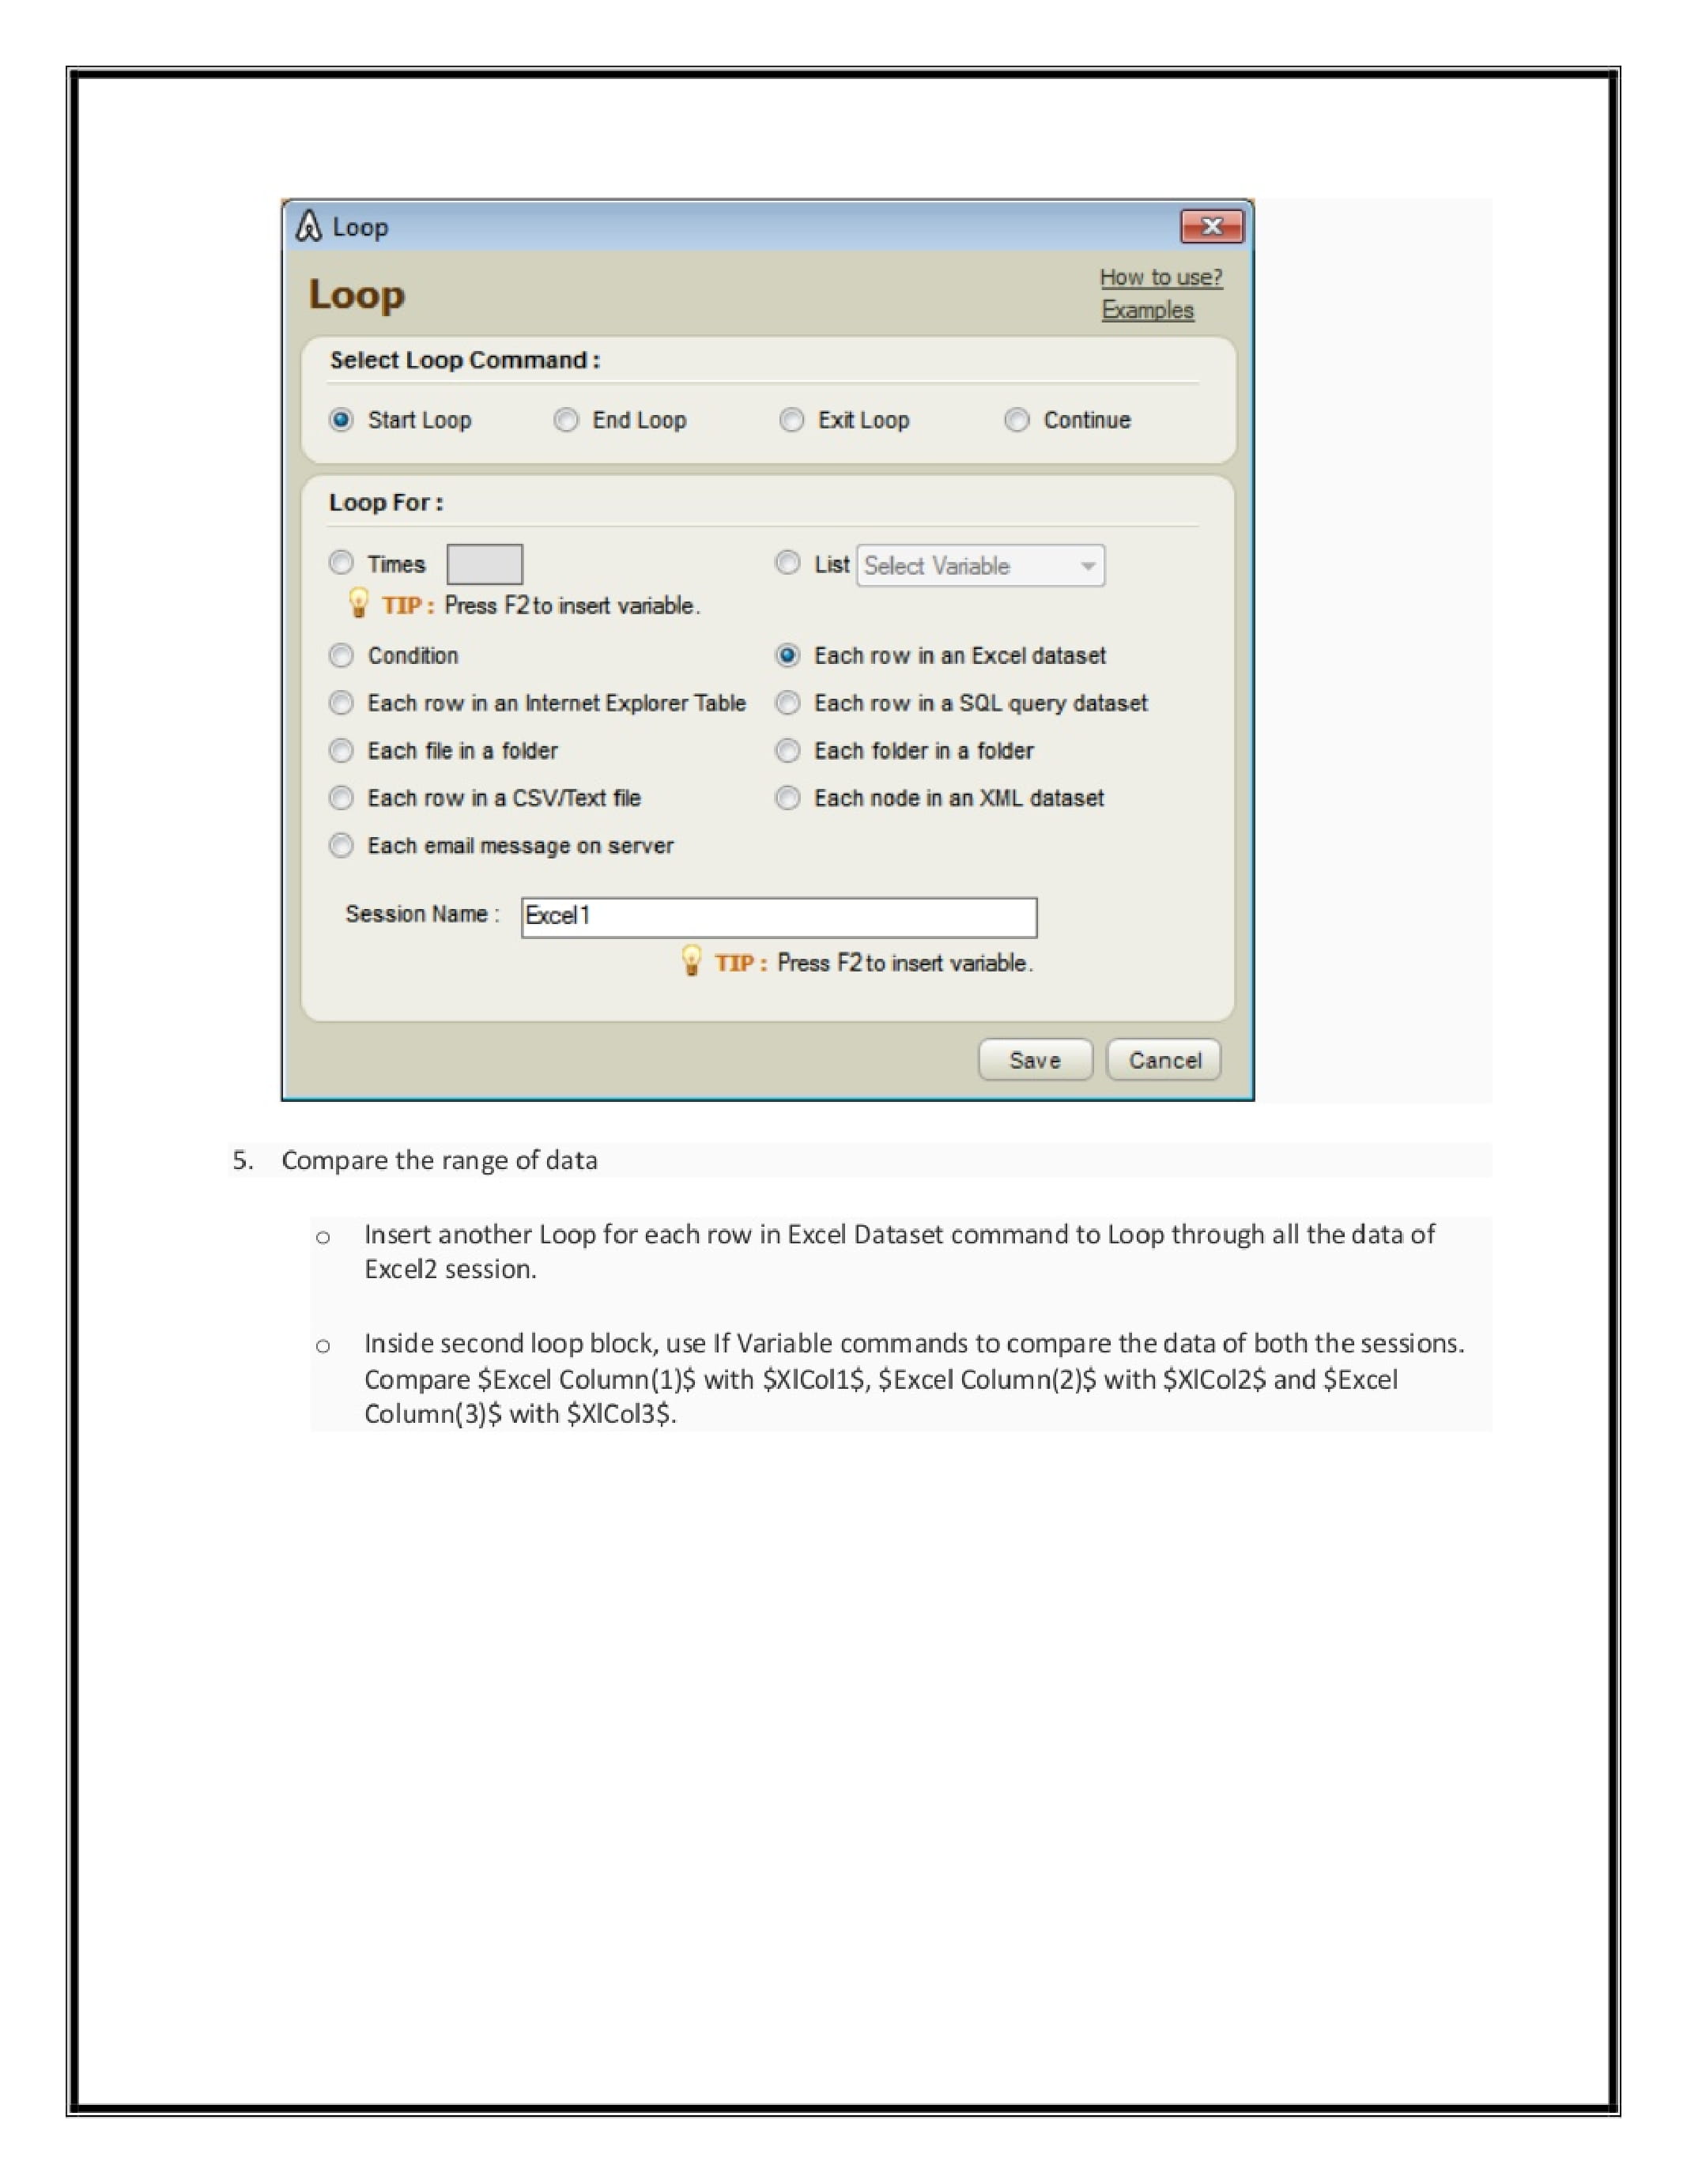 Loop
Loop
How to use?
Examples
Select Loop Command :
Start Loop End Loop Exit Loop Continue
Loop For :
Times List Select Variable
TIP : Press F2 to insert variable.
Condition Each row in an Excel dataset
Each row in an Internet Explorer Table Each row in a SQL query dataset
Each file in a folder Each folder in a folder
Each row in a CSV/Text file Each node in an XML dataset
Each email message on server
Session Name : Excel1
TIP : Press F2 to insert variable.
Save Cancel
5. Compare the range of data
o Insert another Loop for each row in Excel Dataset command to Loop through all the data of
Excel2 session.
o Inside second loop block, use If Variable commands to compare the data of both the sessions.
Compare $Excel Column(1)$ with $XlCol1$, $Excel Column(2)$ with $XlCol2$ and $Excel
Column(3)$ with $XlCol3$.